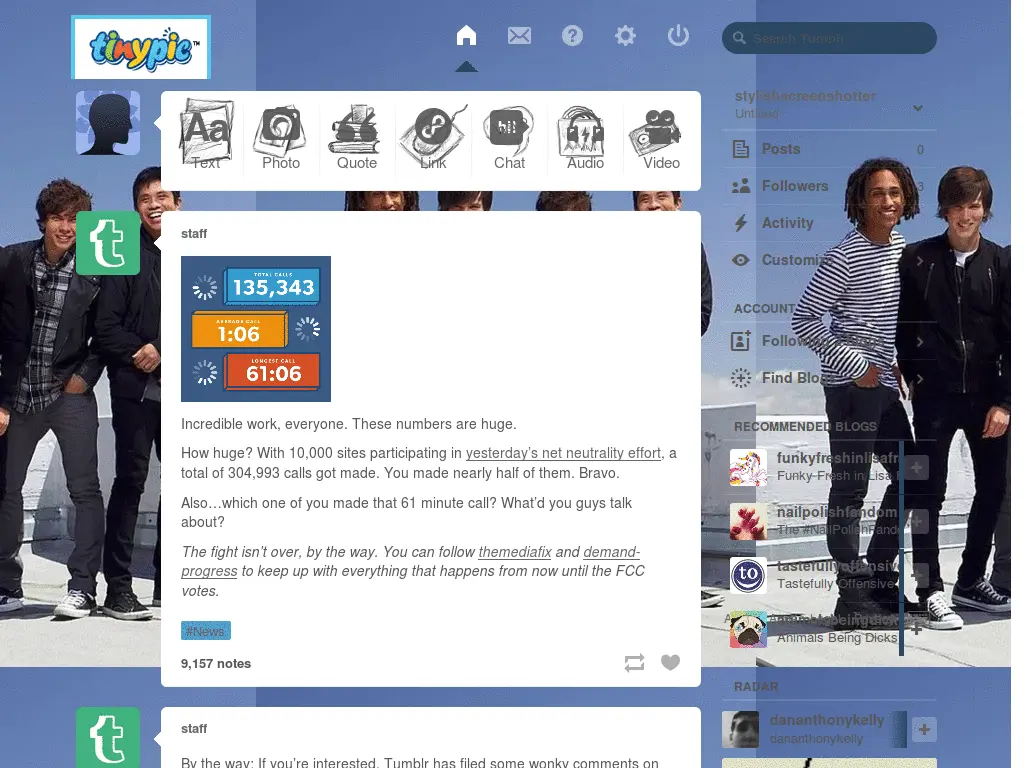 tinypic™
Search Tumblr
Aa
hi!
Text
Photo
Quote
Link
Chat
Audio
Video
stylishscreenshotter
Untitled
Posts
0
Followers
3
Activity
Customize
ACCOUNT
Following
Find Blogs
RECOMMENDED BLOGS
funkyfreshinlisafr
Funky Fresh in Lisa F
nailpolishfandom
The #NailPolishFand
tastefullyoffensiv
Tastefully Offensive
to
animalsbeingdick
Animals Being Dicks
RADAR
dananthonykelly
dananthonykelly
staff
TOTAL CALLS
135,343
AVERAGE CALL
1:06
LONGEST CALL
61:06
Incredible work, everyone. These numbers are huge.
How huge? With 10,000 sites participating in yesterday's net neutrality effort, a
total of 304,993 calls got made. You made nearly half of them. Bravo.
Also…which one of you made that 61 minute call? What'd you guys talk
about?
The fight isn't over, by the way. You can follow themediafix and demand-
progress to keep up with everything that happens from now until the FCC
votes.
#News
9,157 notes
staff
By the way: If you're interested, Tumblr has filed some wonky comments on